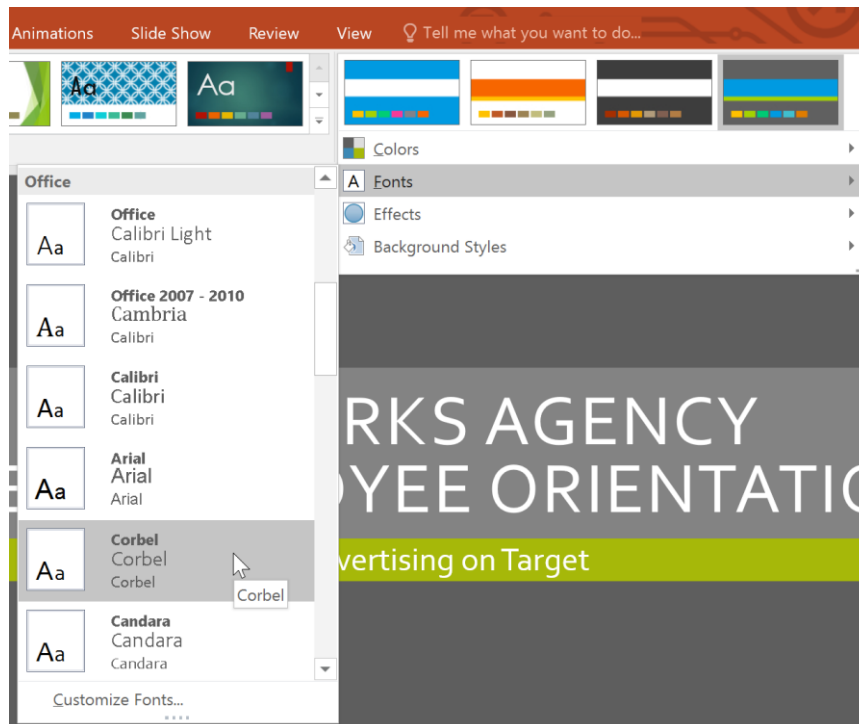 Animations Slide Show Review View Tell me what you want to do...
Aa Aa
Colors
Fonts
Effects
Background Styles
Office
Aa
Office
Calibri Light
Calibri
Aa
Office 2007 - 2010
Cambria
Calibri
Aa
Calibri
Calibri
Calibri
Aa
Arial
Arial
Arial
Aa
Corbel
Corbel
Corbel
Corbel
Aa
Candara
Candara
Candara
Customize Fonts...
RKS AGENCY
YEE ORIENTATIO
vertising on Target